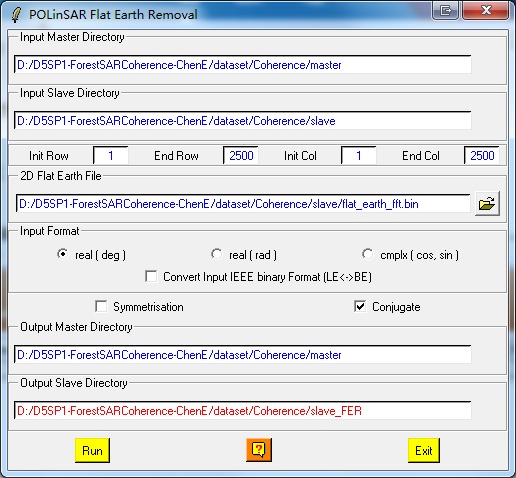 POLinSAR Flat Earth Removal
Input Master Directory
D:/D5SP1-ForestSARCoherence-ChenE/dataset/Coherence/master
Input Slave Directory
D:/D5SP1-ForestSARCoherence-ChenE/dataset/Coherence/slave
Init Row 1 End Row 2500 Init Col 1 End Col 2500
2D Flat Earth File
D:/D5SP1-ForestSARCoherence-ChenE/dataset/Coherence/slave/flat_earth_fft.bin
Input Format
real ( deg ) real ( rad ) cmplx ( cos, sin )
Convert Input IEEE binary Format (LE<->BE)
Symmetrisation Conjugate
Output Master Directory
D:/D5SP1-ForestSARCoherence-ChenE/dataset/Coherence/master
Output Slave Directory
D:/D5SP1-ForestSARCoherence-ChenE/dataset/Coherence/slave_FER
Run ? Exit